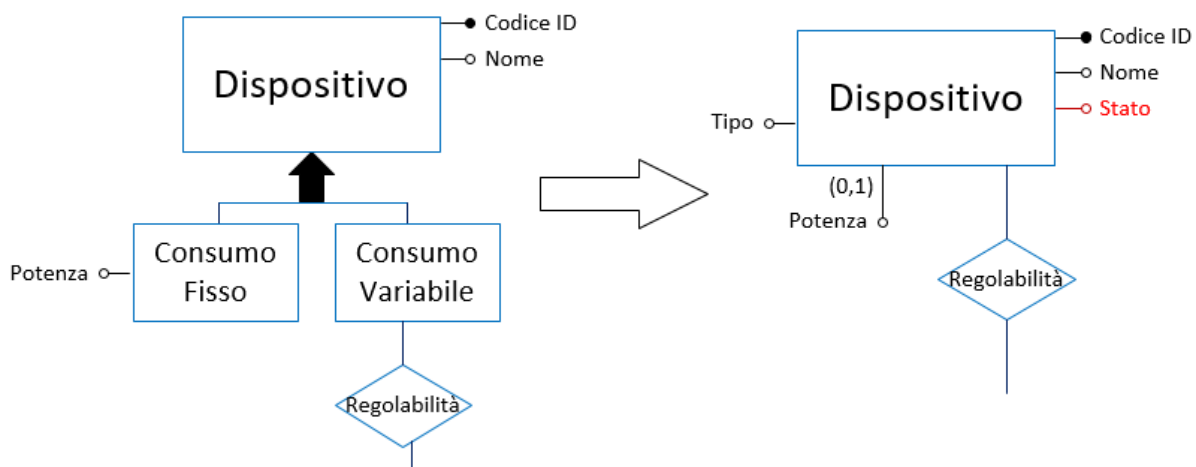 Codice ID
Nome
Dispositivo
Potenza
Consumo
Fisso
Consumo
Variabile
Regolabilità
Codice ID
Nome
Stato
Dispositivo
Tipo
(0,1)
Potenza
Regolabilità